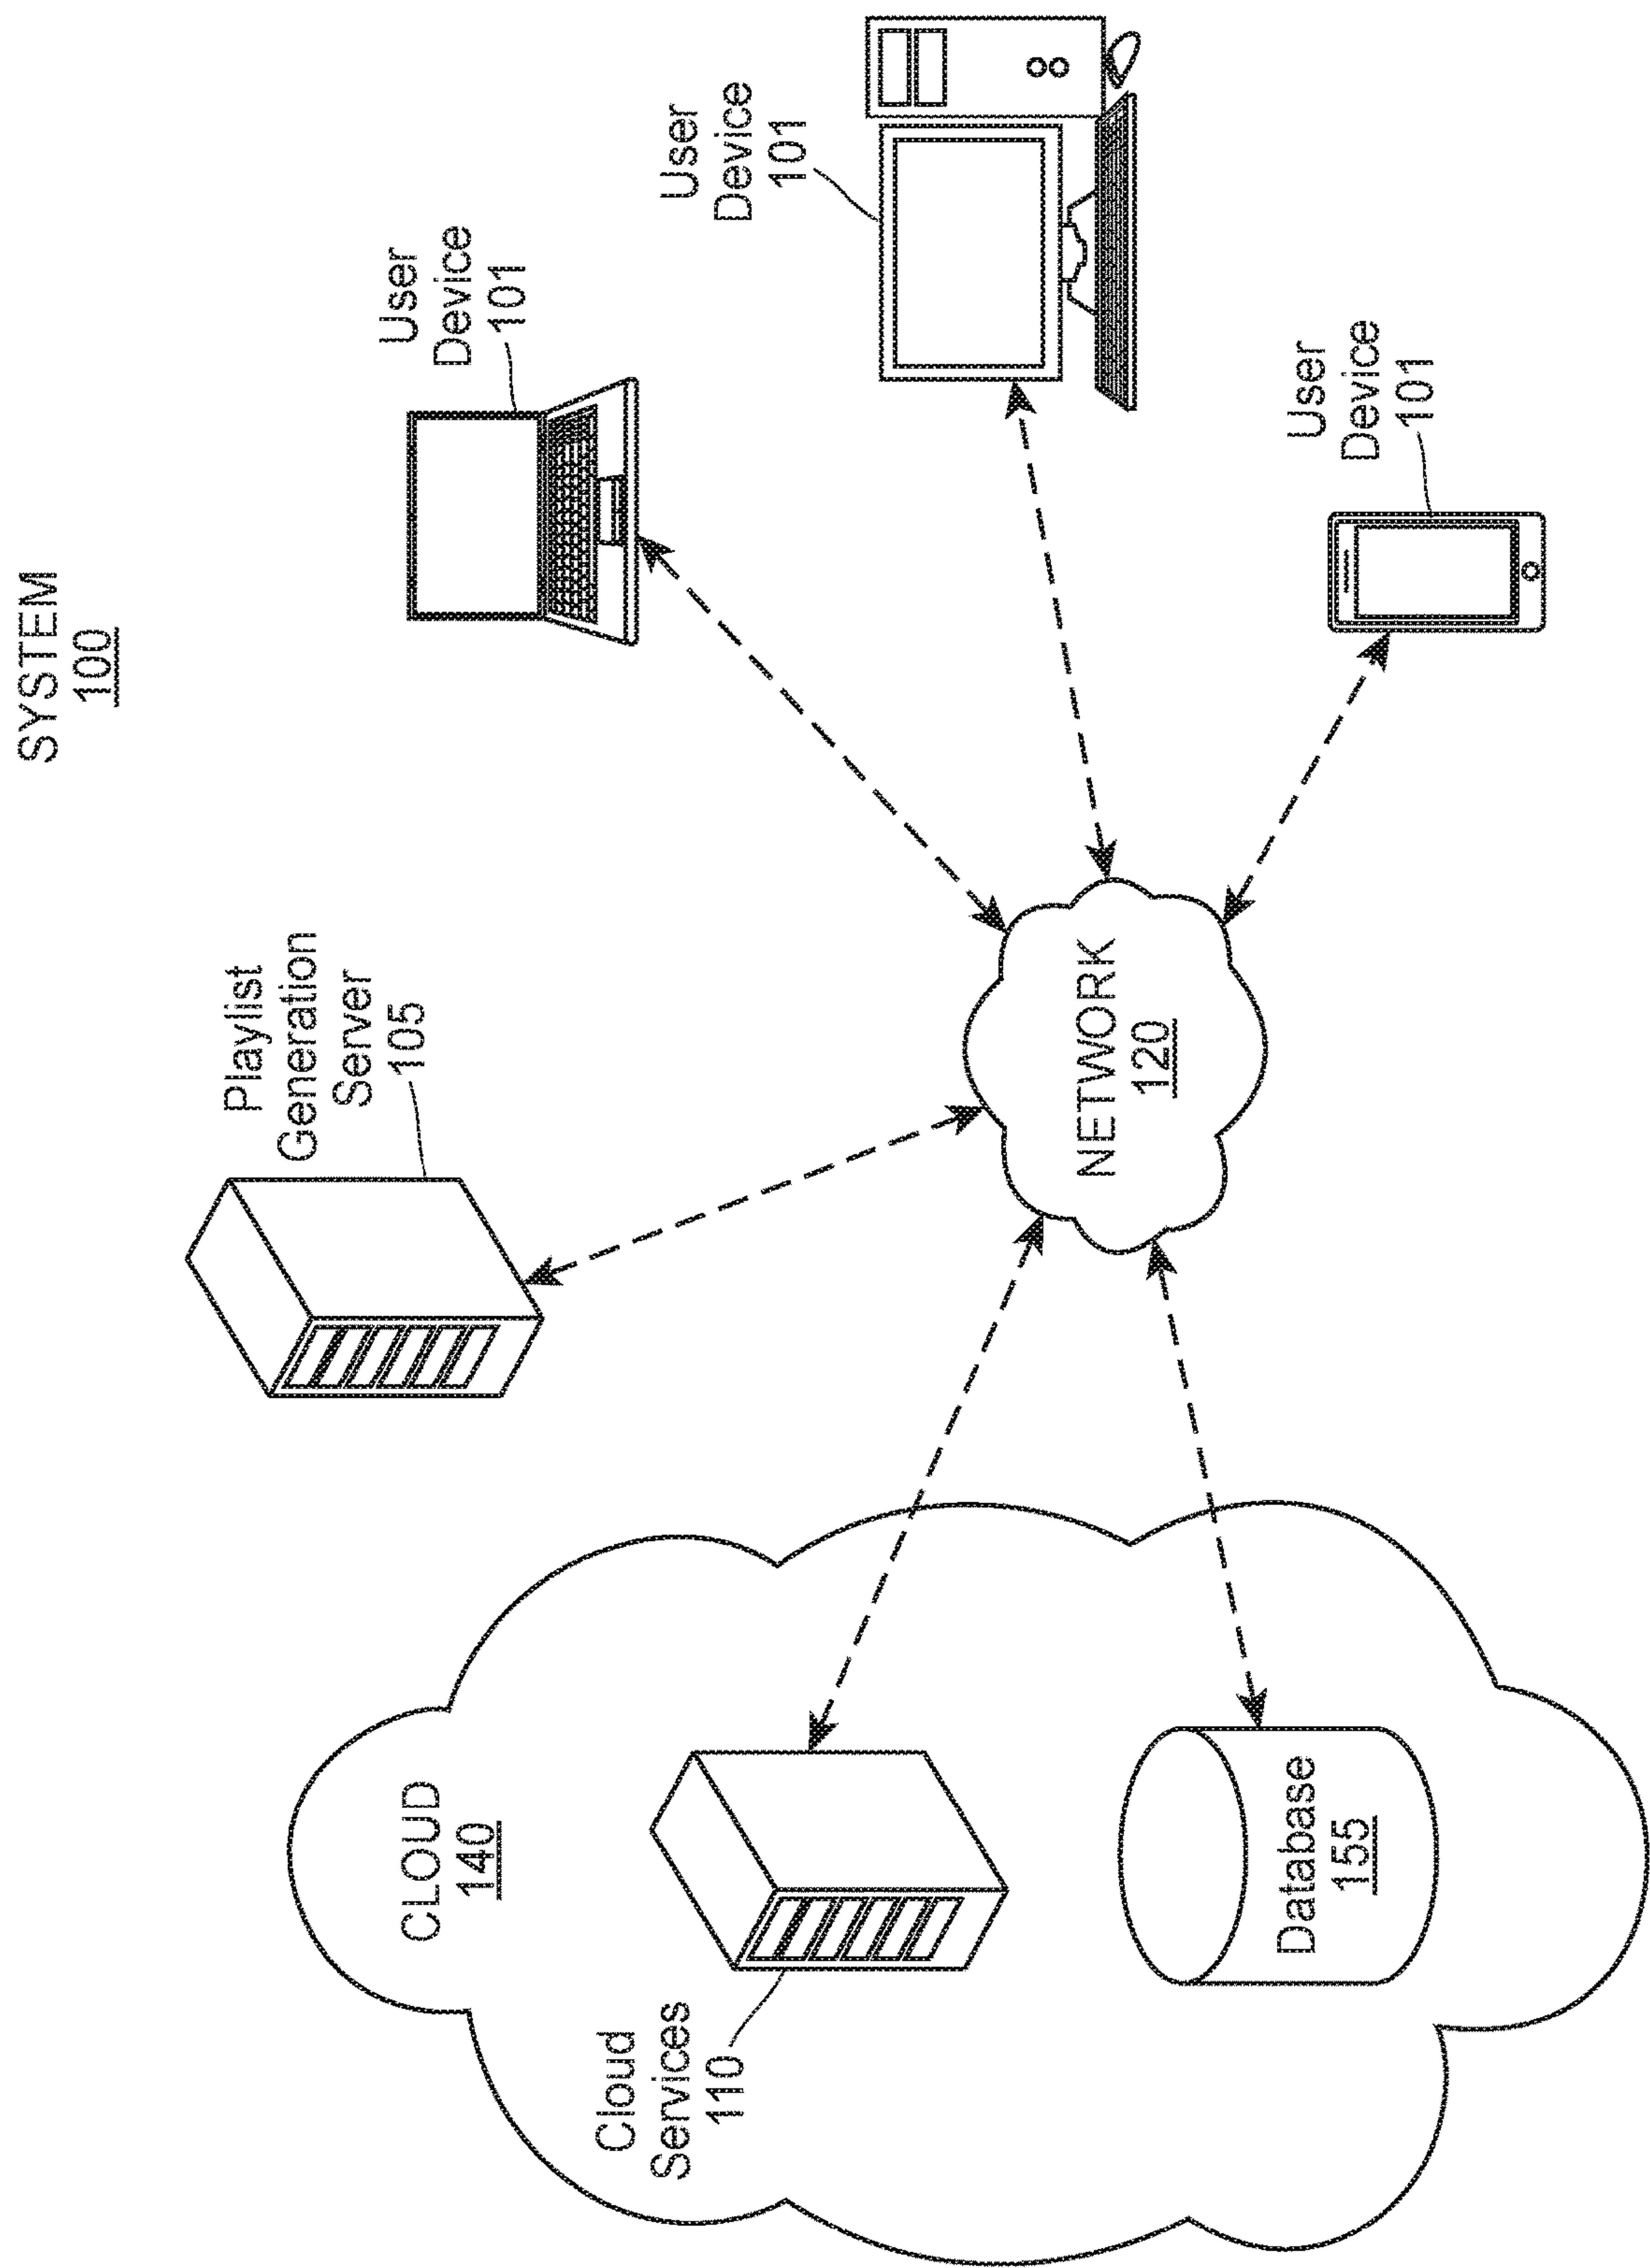 SYSTEM
100
Playlist
Generation
Server
105
User
Device
101
User
Device
101
User
Device
101
CLOUD
140
Cloud
Services
110
NETWORK
120
Database
155